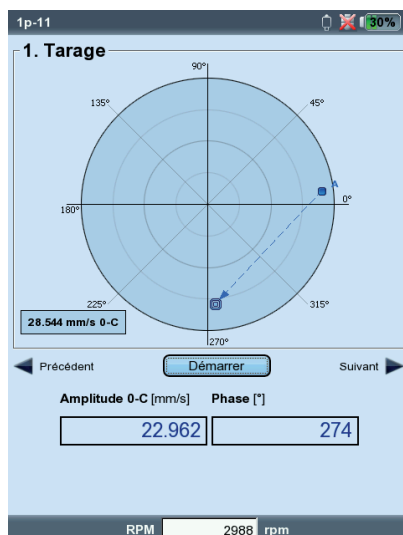 1p-11 30%
1. Tarage
90°
135° 45°
A
180° 0°
225° 315°
28.544 mm/s 0-C
270°
Précédent Démarrer Suivant
Amplitude 0-C [mm/s] Phase [°]
22.962 274
RPM 2988 rpm